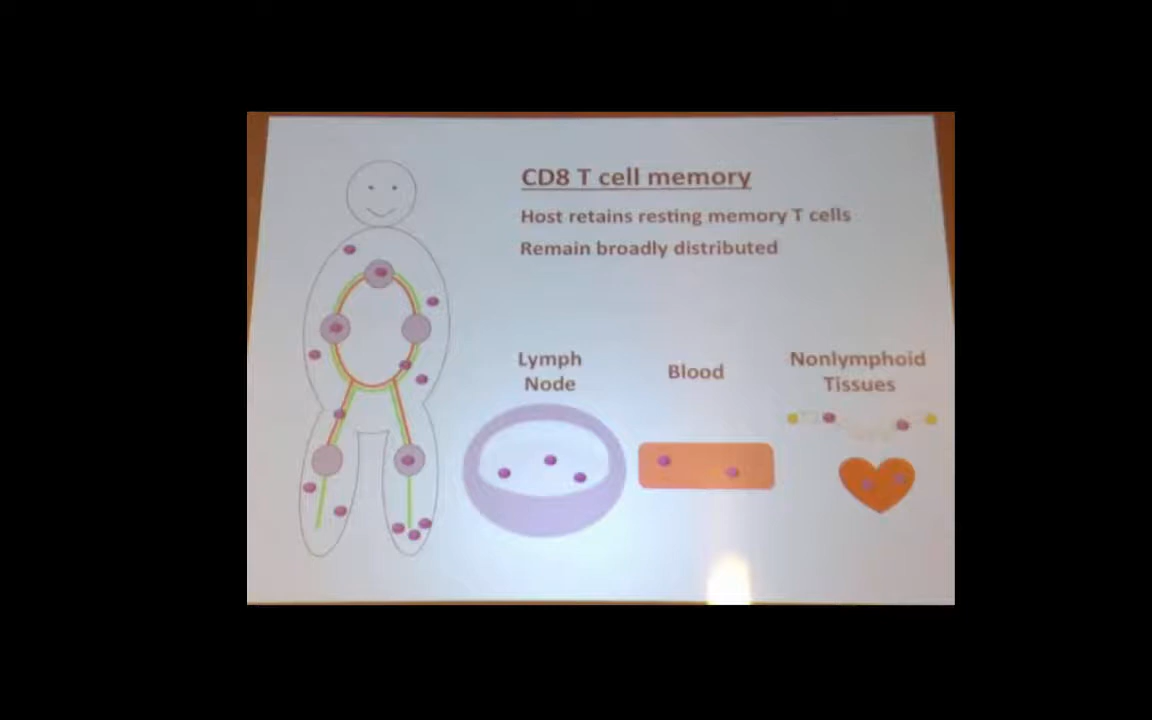 CD8 T cell memory
Host retains resting memory T cells
Remain broadly distributed
Lymph
Node
Blood
Nonlymphoid
Tissues